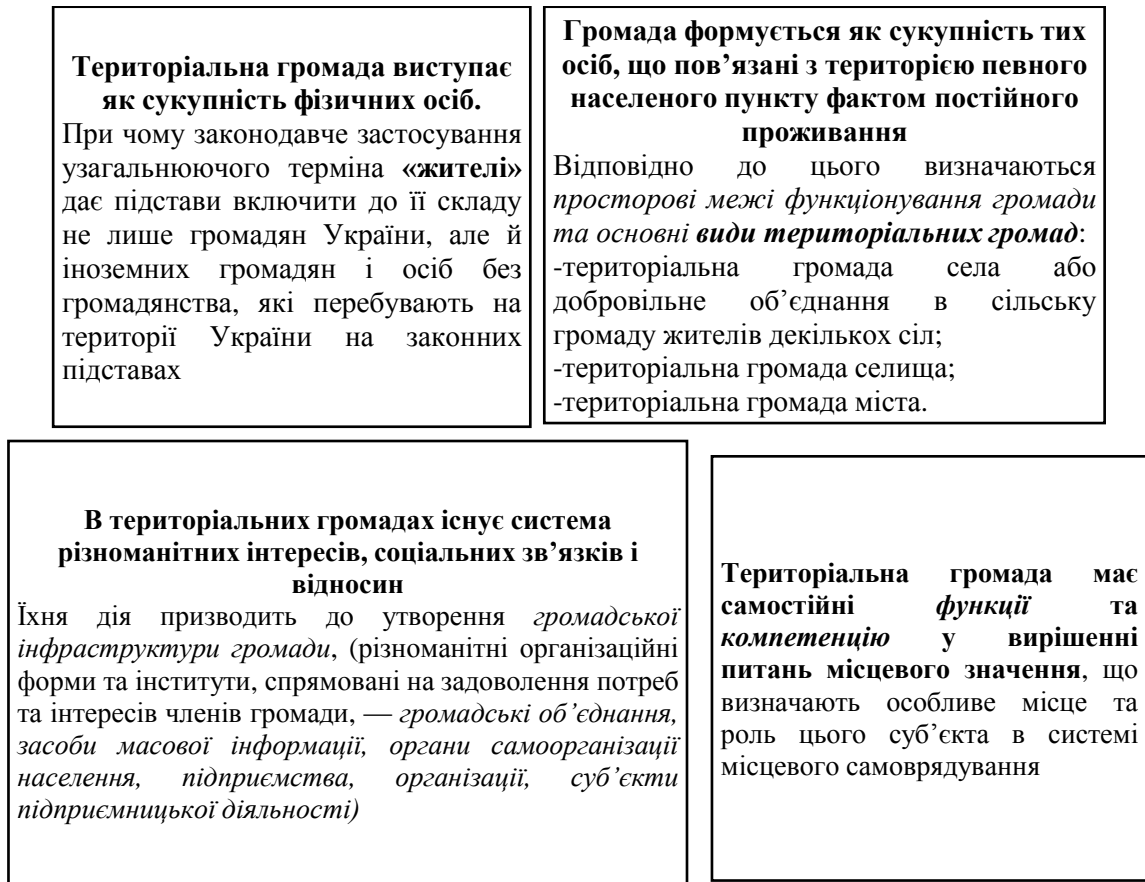 Територіальна громада виступає
як сукупність фізичних осіб.
При чому законодавче застосування
узагальнюючого терміна «жителі»
дає підстави включити до її складу
не лише громадян України, але й
іноземних громадян і осіб без
громадянства, які перебувають на
території України на законних
підставах
Громада формується як сукупність тих
осіб, що пов’язані з територією певного
населеного пункту фактом постійного
проживання
Відповідно до цього визначаються
просторові межі функціонування громади
та основні види територіальних громад:
-територіальна громада села або
добровільне об’єднання в сільську
громаду жителів декількох сіл;
-територіальна громада селища;
-територіальна громада міста.
В територіальних громадах існує система
різноманітних інтересів, соціальних зв’язків і
відносин
Їхня дія призводить до утворення громадської
інфраструктури громади, (різноманітні організаційні
форми та інститути, спрямовані на задоволення потреб
та інтересів членів громади, — громадські об’єднання,
засоби масової інформації, органи самоорганізації
населення, підприємства, організації, суб’єкти
підприємницької діяльності)
Територіальна громада має
самостійні функції та
компетенцію у вирішенні
питань місцевого значення, що
визначають особливе місце та
роль цього суб’єкта в системі
місцевого самоврядування